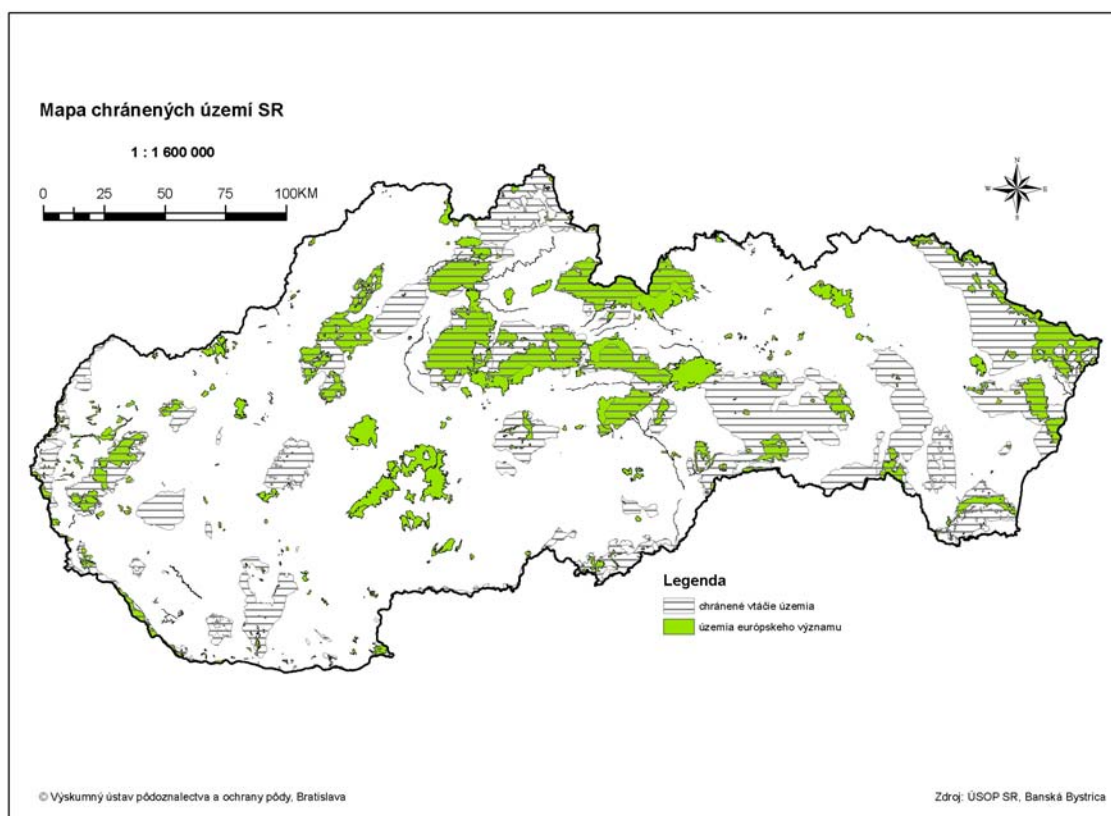 Mapa chránených území SR
1 : 1 600 000
0 25 50 75 100KM
N
W E
S
Legenda
chránené vtáčie územia
územia európskeho významu
© Výskumný ústav pôdoznalectva a ochrany pôdy, Bratislava
Zdroj: ÚSOP SR, Banská Bystrica